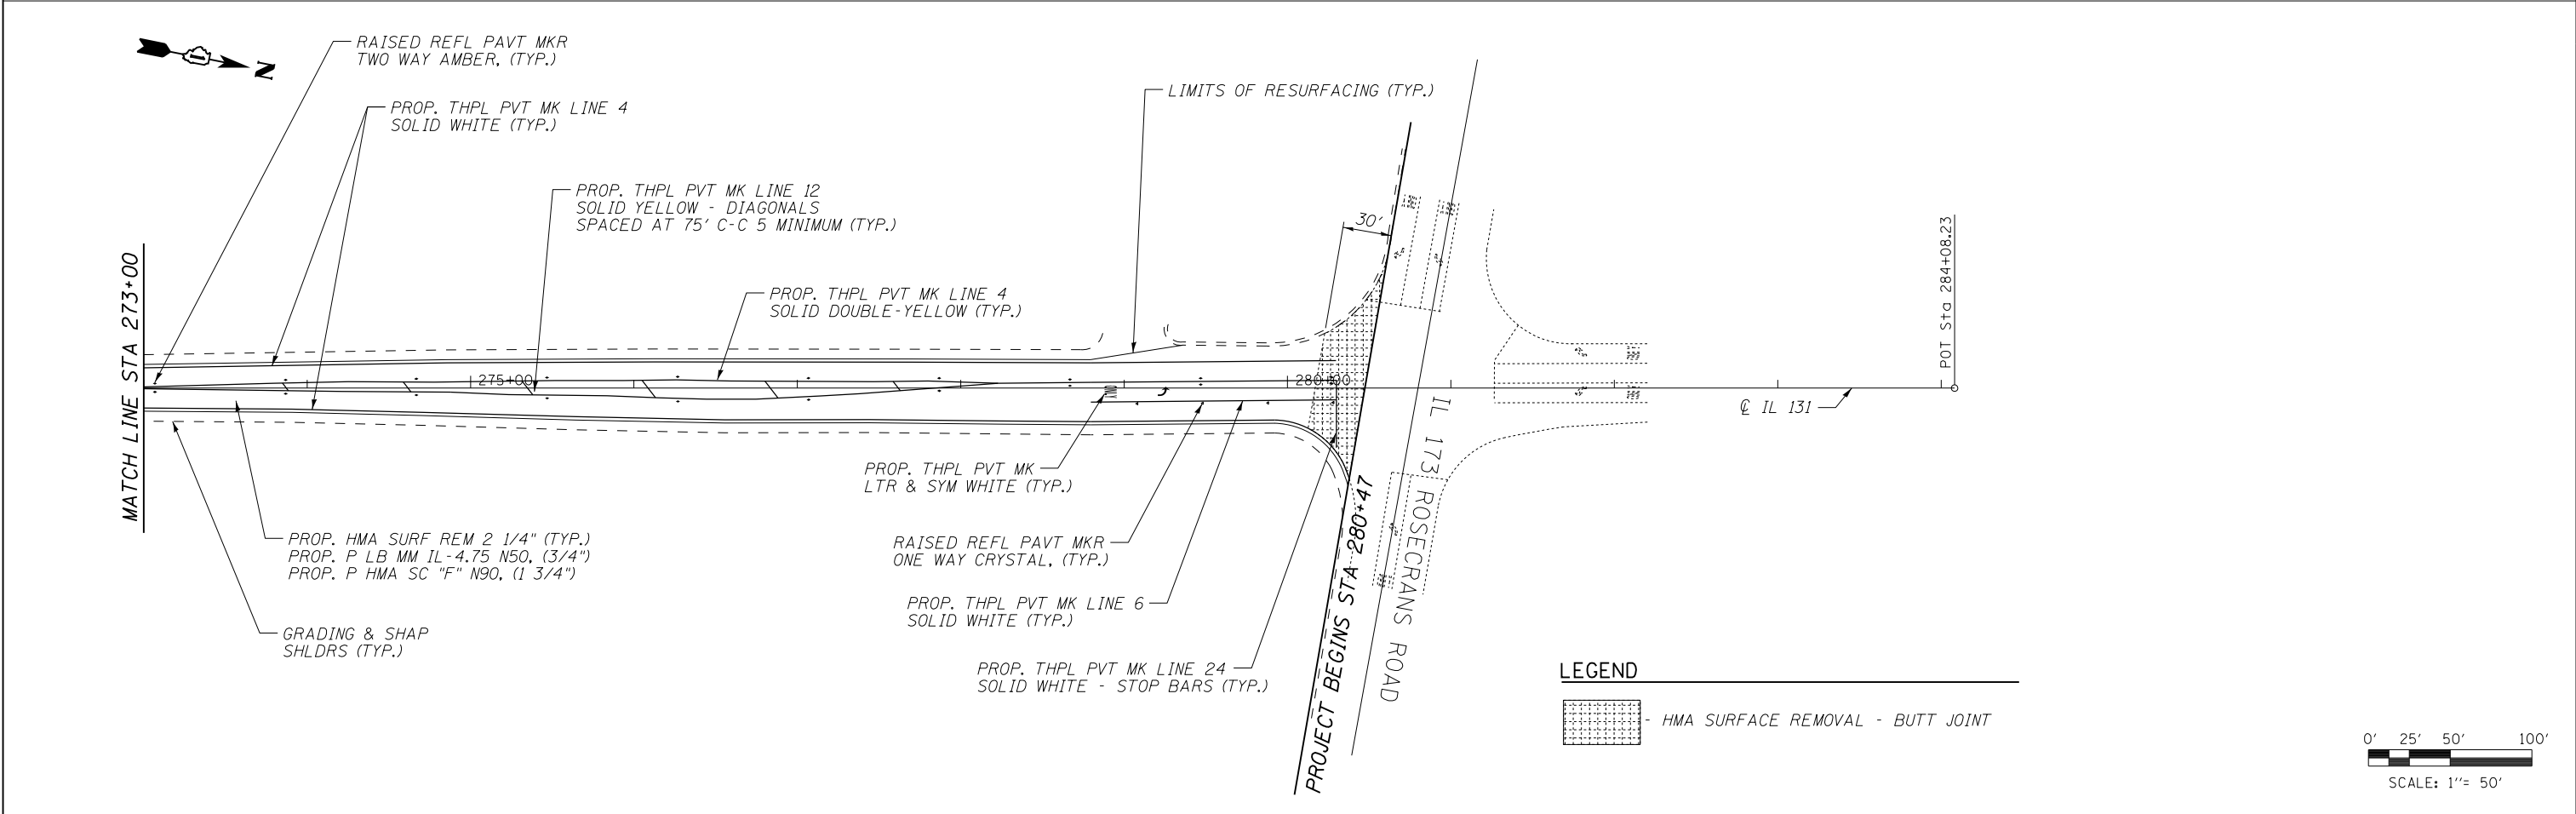 RAISED REFL PAVT MKR
TWO WAY AMBER, (TYP.)
N
PROP. THPL PVT MK LINE 4
SOLID WHITE (TYP.)
LIMITS OF RESURFACING (TYP.)
PROP. THPL PVT MK LINE 12
SOLID YELLOW - DIAGONALS
SPACED AT 75' C-C 5 MINIMUM (TYP.)
30'
PROP. THPL PVT MK LINE 4
SOLID DOUBLE-YELLOW (TYP.)
MATCH LINE STA 273+00
275+00
280+00
ONLY
POT Sta 284+08.23
℄ IL 131
IL 173 ROSECRANS ROAD
PROJECT BEGINS STA 280+47
PROP. THPL PVT MK
LTR & SYM WHITE (TYP.)
PROP. HMA SURF REM 2 1/4" (TYP.)
PROP. P LB MM IL-4.75 N50, (3/4")
PROP. P HMA SC "F" N90, (1 3/4")
RAISED REFL PAVT MKR
ONE WAY CRYSTAL, (TYP.)
PROP. THPL PVT MK LINE 6
SOLID WHITE (TYP.)
GRADING & SHAP
SHLDRS (TYP.)
PROP. THPL PVT MK LINE 24
SOLID WHITE - STOP BARS (TYP.)
LEGEND
- HMA SURFACE REMOVAL - BUTT JOINT
0' 25' 50' 100'
SCALE: 1"= 50'